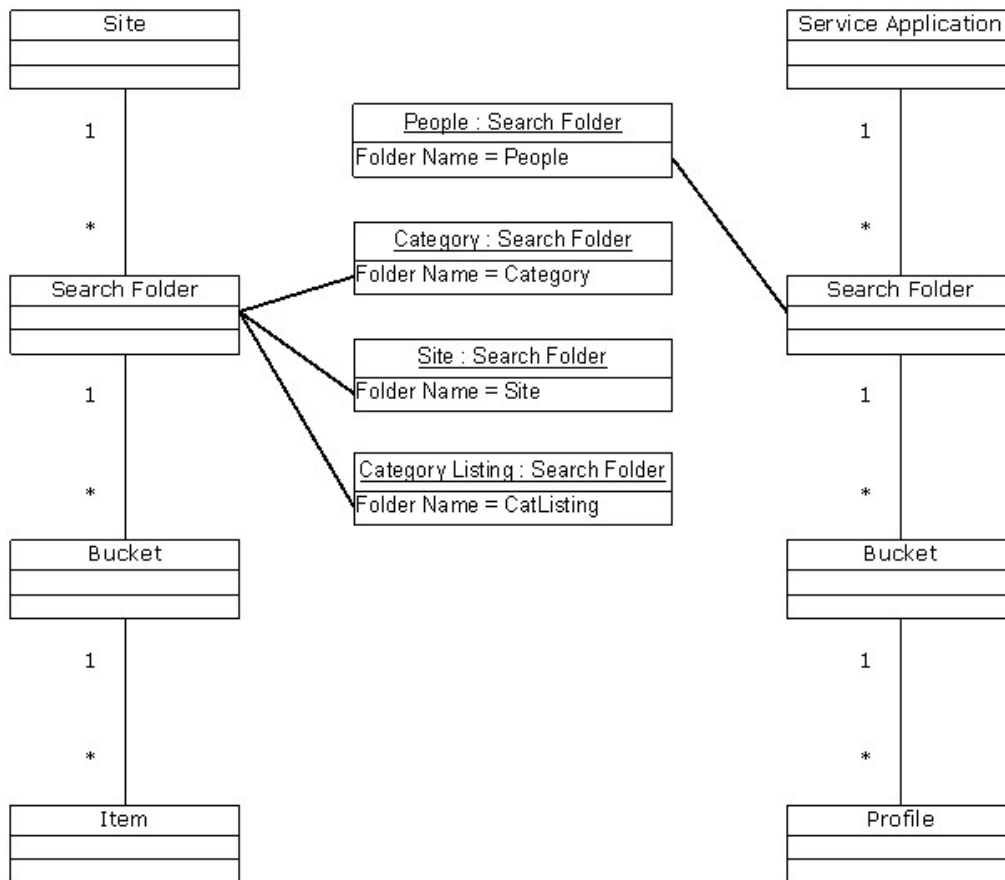 Site
Service Application
1
1
People : Search Folder
Folder Name = People
*
*
Category : Search Folder
Folder Name = Category
Search Folder
Search Folder
Site : Search Folder
Folder Name = Site
1
1
Category Listing : Search Folder
Folder Name = CatListing
*
*
Bucket
Bucket
1
1
*
*
Item
Profile